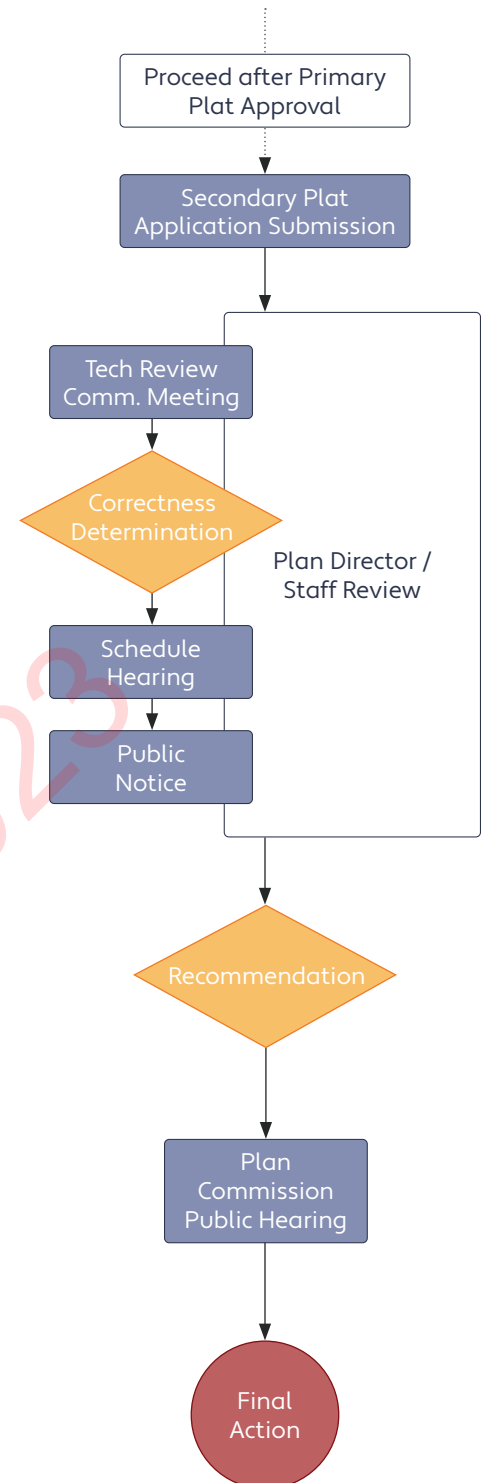 Proceed after Primary
Plat Approval
Secondary Plat
Application Submission
Tech Review
Comm. Meeting
Correctness
Determination
Plan Director /
Staff Review
Schedule
Hearing
Public
Notice
Recommendation
Plan
Commission
Public Hearing
Final
Action
23